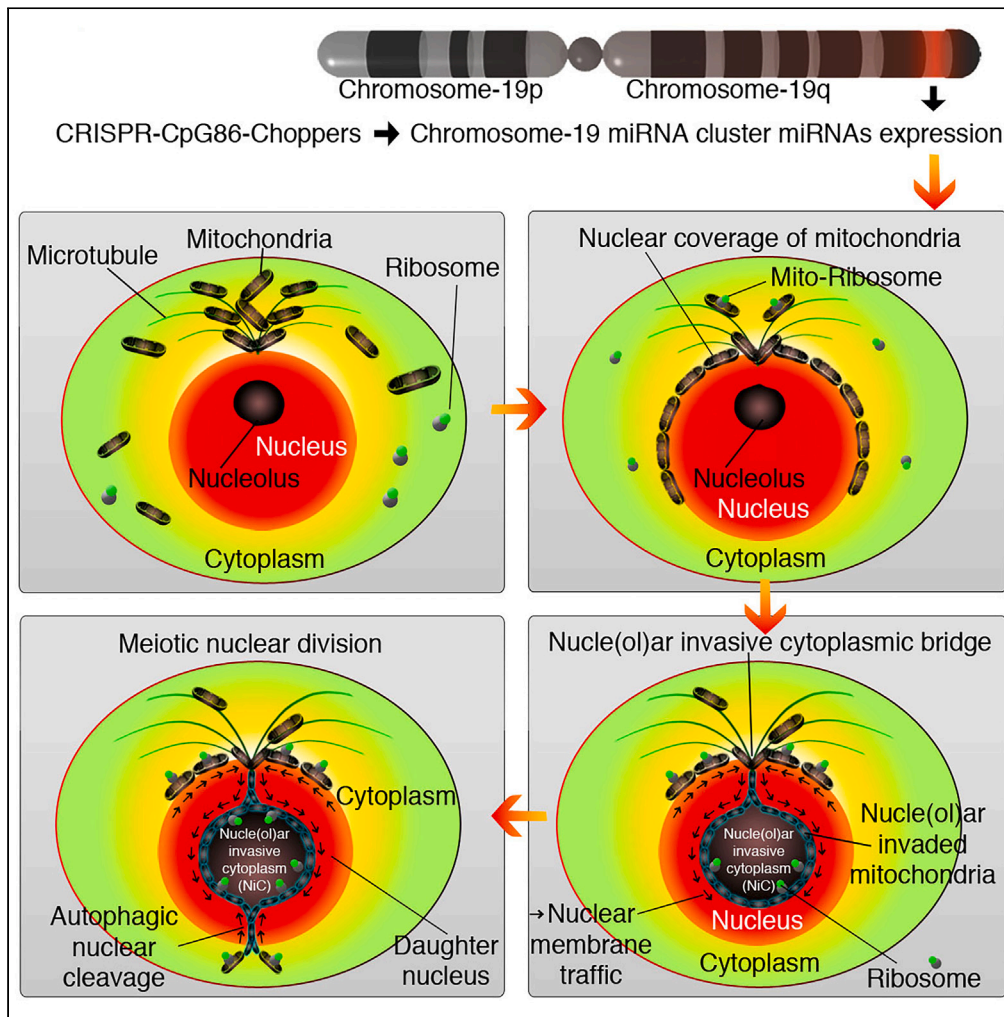 Chromosome-19p
Chromosome-19q
CRISPR-CpG86-Choppers → Chromosome-19 miRNA cluster miRNAs expression
Microtubule
Mitochondria
Ribosome
Nucleus
Nucleolus
Cytoplasm
Nuclear coverage of mitochondria
Mito-Ribosome
Nucleolus
Nucleus
Cytoplasm
Meiotic nuclear division
Cytoplasm
Nucle(ol)ar
invasive
cytoplasm
(NiC)
Autophagic
nuclear
cleavage
Daughter
nucleus
Nucle(ol)ar invasive cytoplasmic bridge
Nucle(ol)ar
invasive
cytoplasm
(NiC)
Nucle(ol)ar
invaded
mitochondria
→ Nuclear
membrane
traffic
Nucleus
Cytoplasm
Ribosome